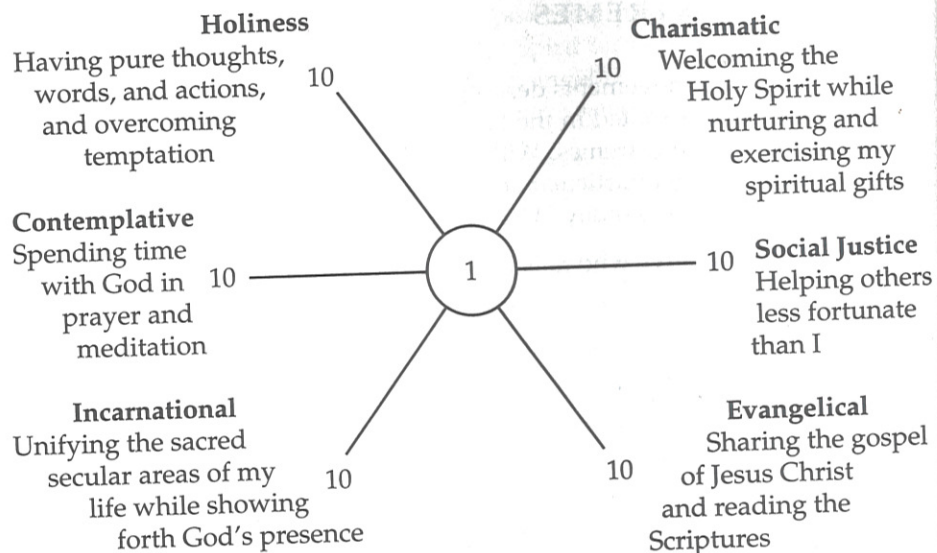 Holiness
Having pure thoughts,
words, and actions,
and overcoming
temptation
10
Charismatic
Welcoming the
Holy Spirit while
nurturing and
exercising my
spiritual gifts
10
Contemplative
Spending time
with God in
prayer and
meditation
10
1
10
Social Justice
Helping others
less fortunate
than I
Incarnational
Unifying the sacred
secular areas of my
life while showing
forth God's presence
10
10
Evangelical
Sharing the gospel
of Jesus Christ
and reading the
Scriptures